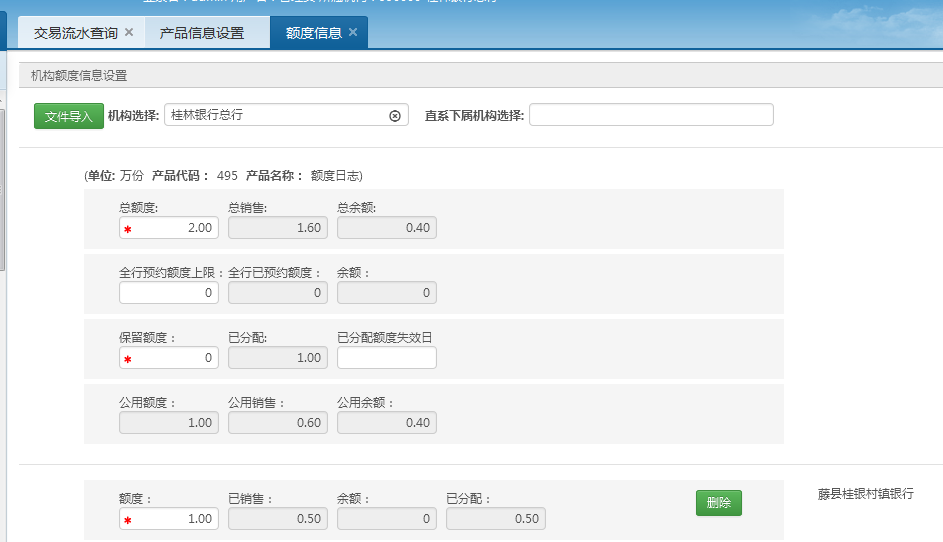 交易流水查询 × 产品信息设置 额度信息 ×
机构额度信息设置
文件导入 机构选择: 桂林银行总行 直系下属机构选择:
(单位: 万份 产品代码： 495 产品名称： 额度日志)
总额度: 总销售: 总余额:
* 2.00 1.60 0.40
全行预约额度上限： 全行已预约额度： 余额：
0 0 0
保留额度： 已分配: 已分配额度失效日
* 0 1.00
公用额度： 公用销售： 公用余额：
1.00 0.60 0.40
额度： 已销售： 余额： 已分配：
* 1.00 0.50 0 0.50 删除 藤县桂银村镇银行